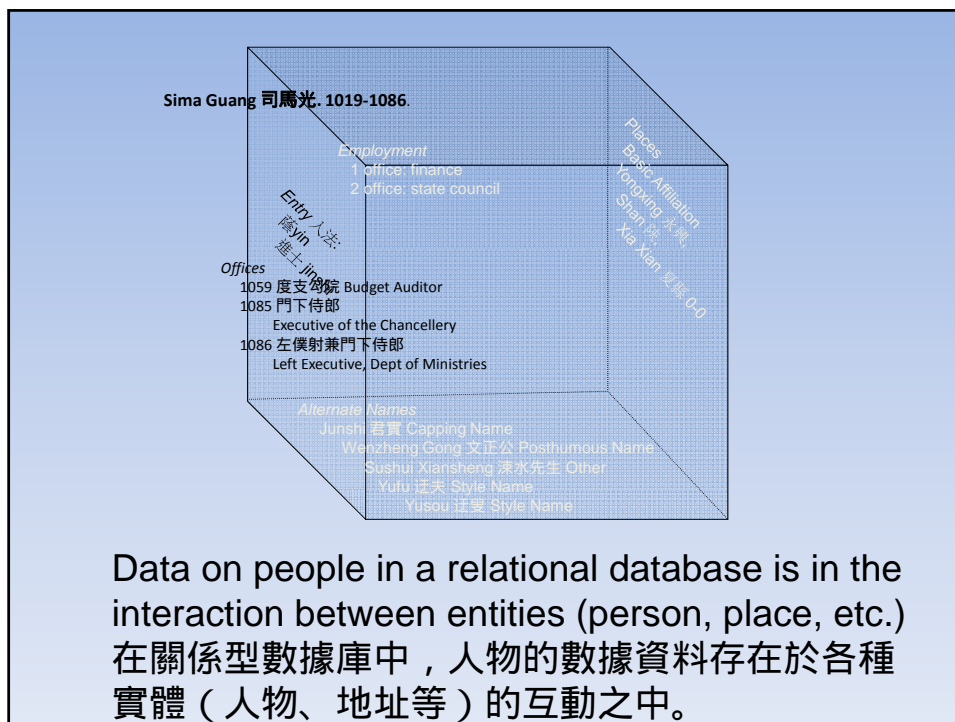 Sima Guang 司馬光. 1019-1086.
Employment
1 office: finance
2 office: state council
Places
Basic Affiliation
Yongxing 永興,
Shan 陝,
Xia Xian 夏縣 0-0
Entry 入法:
蔭yin
進士 jinshi
Offices
1059 度支勾院 Budget Auditor
1085 門下侍郎
Executive of the Chancellery
1086 左僕射兼門下侍郎
Left Executive, Dept of Ministries
Alternate Names
Junshi 君實 Capping Name
Wenzheng Gong 文正公 Posthumous Name
Sushui Xiansheng 涑水先生 Other
Yufu 迂夫 Style Name
Yusou 迂叟 Style Name
Data on people in a relational database is in the
interaction between entities (person, place, etc.)
在關係型數據庫中，人物的數據資料存在於各種
實體（人物、地址等）的互動之中。